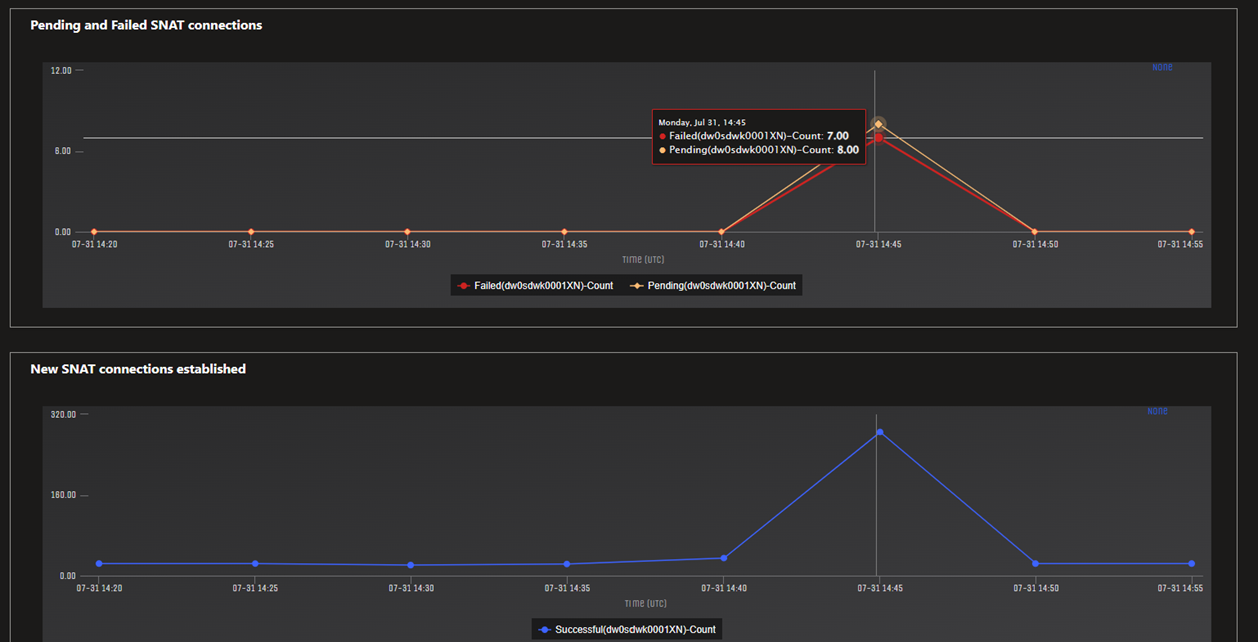 Pending and Failed SNAT connections
None
12.00
Monday, Jul 31, 14:45
Failed(dw0sdwk0001XN)-Count: 7.00
Pending(dw0sdwk0001XN)-Count: 8.00
6.00
0.00
07-31 14:20 07-31 14:25 07-31 14:30 07-31 14:35 07-31 14:40 07-31 14:45 07-31 14:50 07-31 14:55
Time (UTC)
Failed(dw0sdwk0001XN)-Count Pending(dw0sdwk0001XN)-Count
New SNAT connections established
None
320.00
160.00
0.00
07-31 14:20 07-31 14:25 07-31 14:30 07-31 14:35 07-31 14:40 07-31 14:45 07-31 14:50 07-31 14:55
Time (UTC)
Successful(dw0sdwk0001XN)-Count